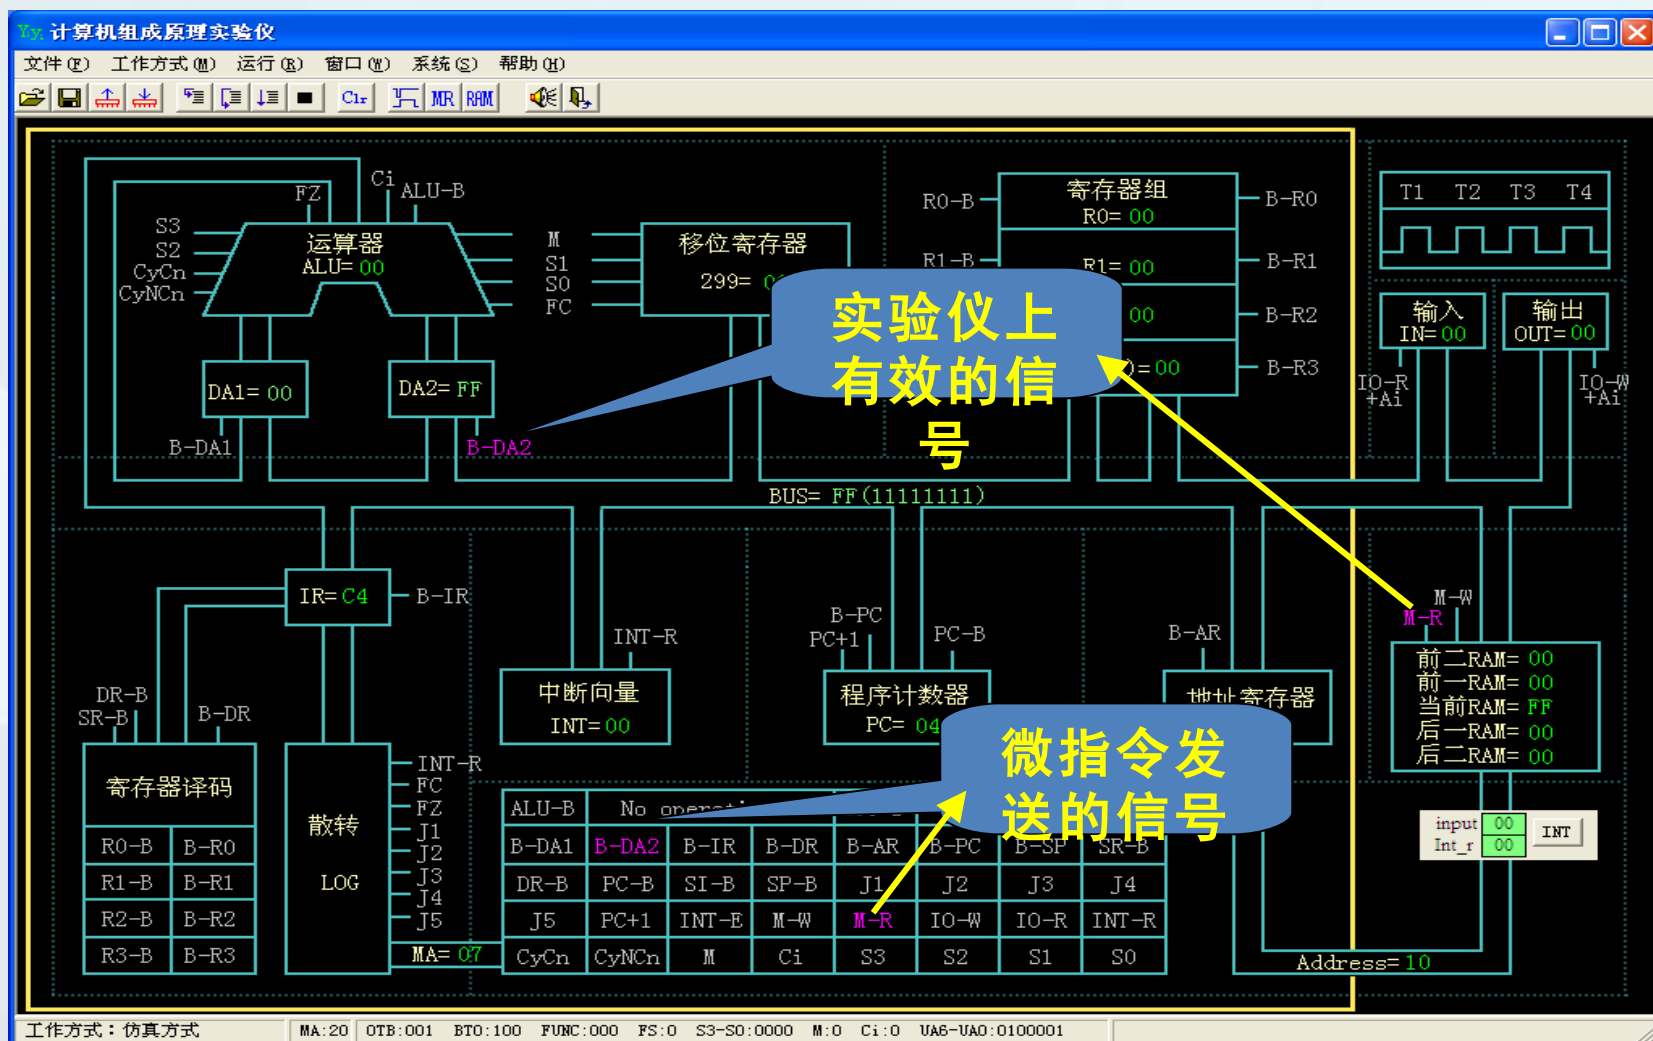 计算机组成原理实验仪
文件(F) 工作方式(M) 运行(R) 窗口(W) 系统(S) 帮助(H)
Clr MR RAM
FZ Ci ALU-B
S3
S2
CyCn
CyNCn
运算器
ALU= 00
M
S1
S0
FC
移位寄存器
299=
R0-B
寄存器组
R0= 00
B-R0
R1-B
R1= 00
B-R1
00
B-R2
)= 00
B-R3
T1 T2 T3 T4
输入
IN= 00
输出
OUT= 00
IO-R
+Ai
IO-W
+Ai
DA1= 00
DA2= FF
B-DA1
B-DA2
实验仪上
有效的信
号
BUS= FF(11111111)
IR= C4
B-IR
INT-R
中断向量
INT= 00
B-PC
PC+1
PC-B
程序计数器
PC= 04
B-AR
地址寄存器
M-W
M-R
前二RAM= 00
前一RAM= 00
当前RAM= FF
后一RAM= 00
后二RAM= 00
DR-B
SR-B
B-DR
寄存器译码
R0-B B-R0
R1-B B-R1
R2-B B-R2
R3-B B-R3
散转
LOG
INT-R
FC
FZ
J1
J2
J3
J4
J5
MA= 07
微指令发
送的信号
ALU-B No
B-DA1 B-DA2 B-IR B-DR B-AR B-PC B-SP SR-B
DR-B PC-B SI-B SP-B J1 J2 J3 J4
J5 PC+1 INT-E M-W M-R IO-W IO-R INT-R
CyCn CyNCn M Ci S3 S2 S1 S0
input 00
Int_r 00
INT
Address= 10
工作方式：仿真方式 MA:20 OTB:001 BTO:100 FUNC:000 FS:0 S3-S0:0000 M:0 Ci:0 UA6-UA0:0100001